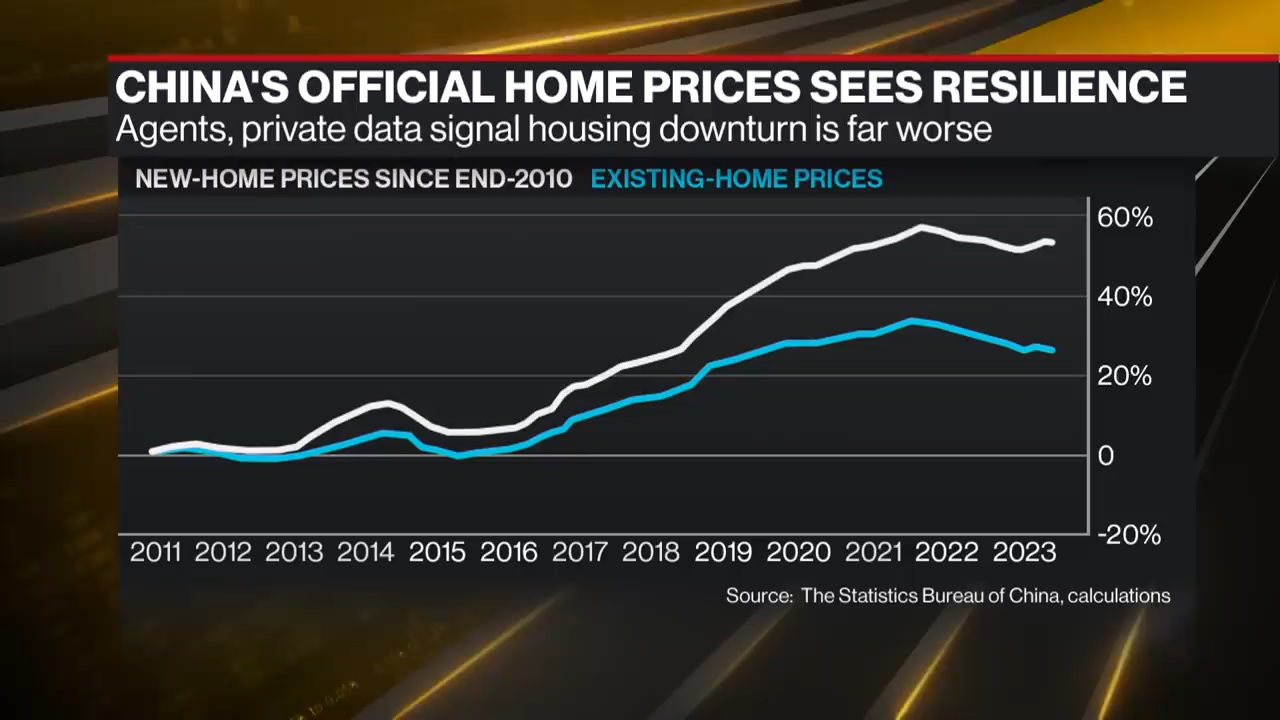 CHINA'S OFFICIAL HOME PRICES SEES RESILIENCE
Agents, private data signal housing downturn is far worse
NEW-HOME PRICES SINCE END-2010 EXISTING-HOME PRICES
60%
40%
20%
0
-20%
2011 2012 2013 2014 2015 2016 2017 2018 2019 2020 2021 2022 2023
Source: The Statistics Bureau of China, calculations